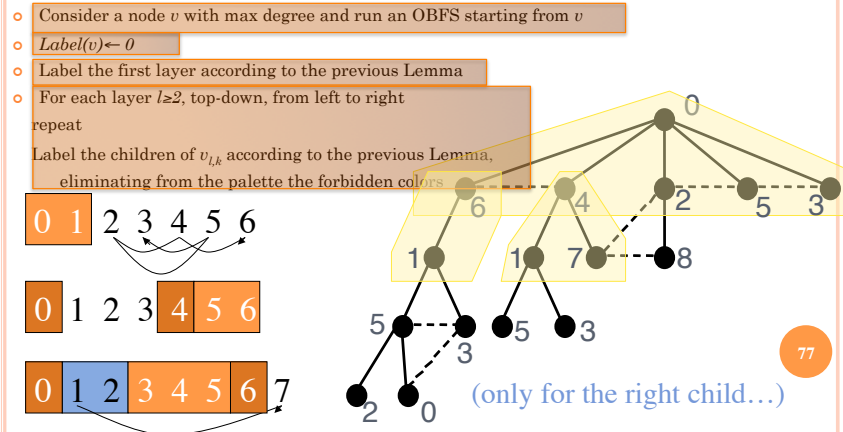 Consider a node v with max degree and run an OBFS starting from v
Label(v)← 0
Label the first layer according to the previous Lemma
For each layer l≥2, top-down, from left to right
repeat
Label the children of v_{l,k} according to the previous Lemma,
eliminating from the palette the forbidden colors
0
6 4 2 5 3
1 1 7 8
5 3 5 3
2 0
0 1 2 3 4 5 6
0 1 2 3 4 5 6
0 1 2 3 4 5 6 7
(only for the right child…)
77